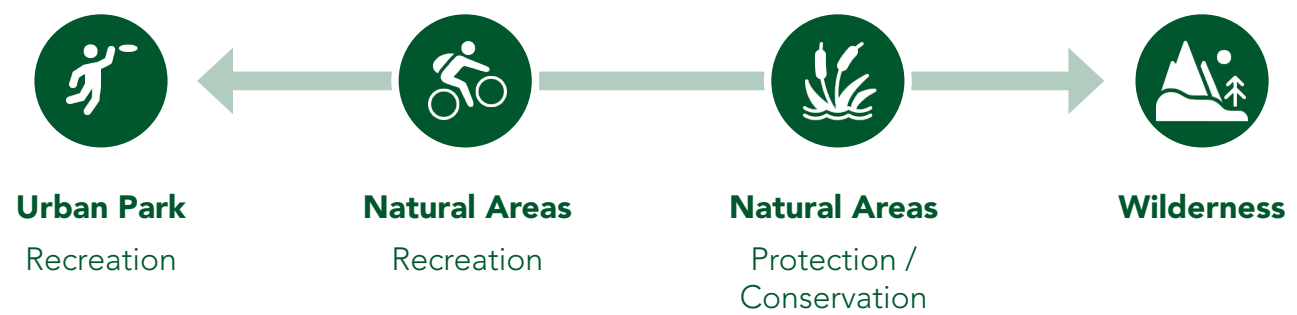 Urban Park
Recreation
Natural Areas
Recreation
Natural Areas
Protection /
Conservation
Wilderness